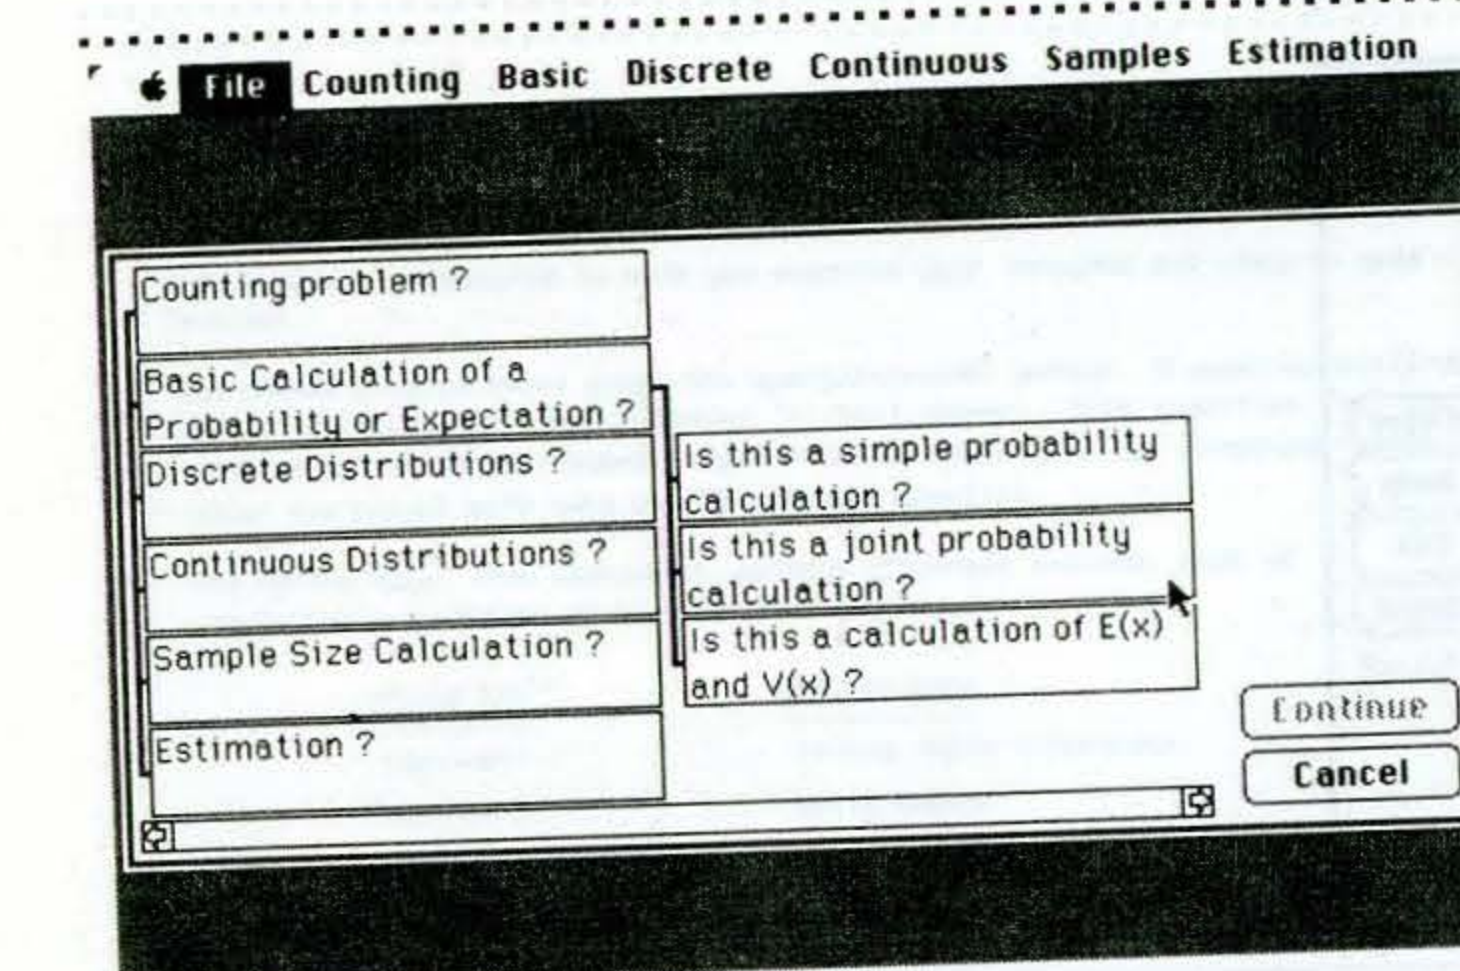 File Counting Basic Discrete Continuous Samples Estimation
Counting problem ?
Basic Calculation of a
Probability or Expectation ?
Discrete Distributions ?
Continuous Distributions ?
Sample Size Calculation ?
Estimation ?
Is this a simple probability
calculation ?
Is this a joint probability
calculation ?
Is this a calculation of E(x)
and V(x) ?
Continue
Cancel